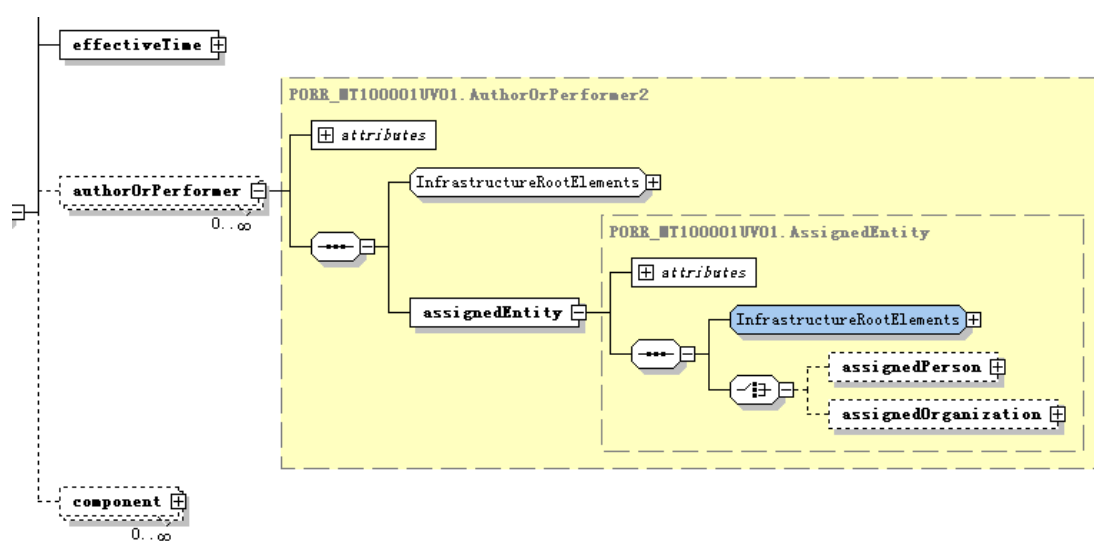 effectiveTime
PORR_MT100001UV01.AuthorOrPerformer2
attributes
authorOrPerformer
0..∞
InfrastructureRootElements
PORR_MT100001UV01.AssignedEntity
attributes
assignedEntity
InfrastructureRootElements
assignedPerson
assignedOrganization
component
0..∞